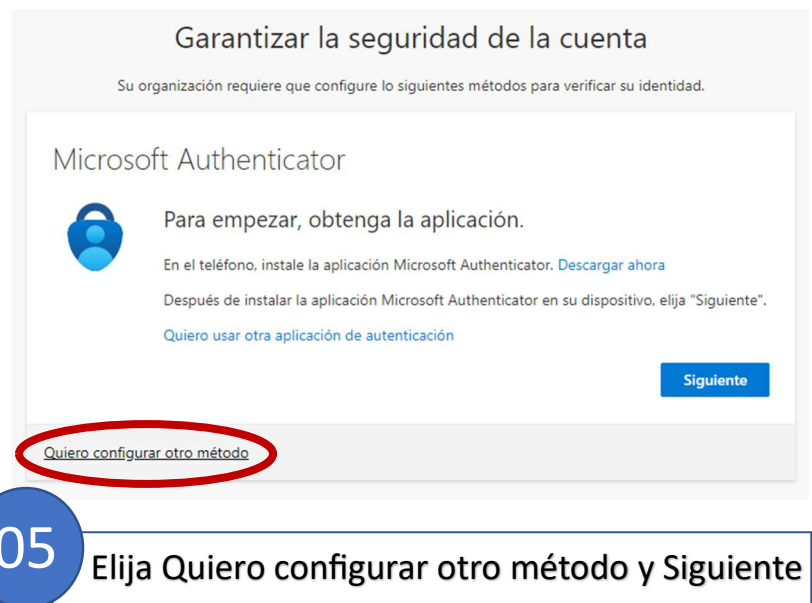 Garantizar la seguridad de la cuenta
Su organización requiere que configure lo siguientes métodos para verificar su identidad.
Microsoft Authenticator
Para empezar, obtenga la aplicación.
En el teléfono, instale la aplicación Microsoft Authenticator. Descargar ahora
Después de instalar la aplicación Microsoft Authenticator en su dispositivo, elija "Siguiente".
Quiero usar otra aplicación de autenticación
Siguiente
Quiero configurar otro método
05
Elija Quiero configurar otro método y Siguiente